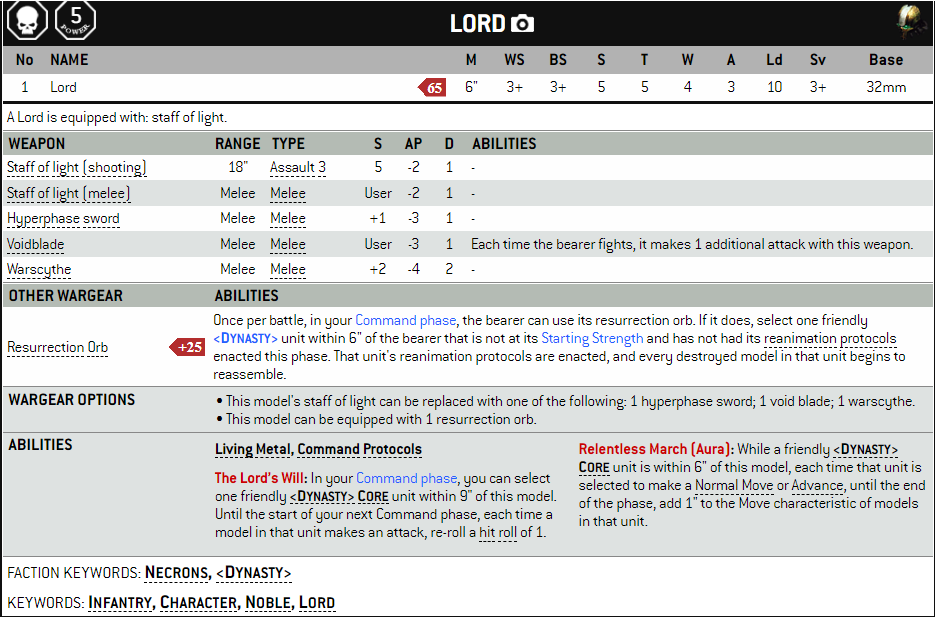 5
POWER
LORD
No NAME M WS BS S T W A Ld Sv Base
1 Lord 65 6" 3+ 3+ 5 5 4 3 10 3+ 32mm
A Lord is equipped with: staff of light.
WEAPON RANGE TYPE S AP D ABILITIES
Staff of light (shooting) 18" Assault 3 5 -2 1 -
Staff of light (melee) Melee Melee User -2 1 -
Hyperphase sword Melee Melee +1 -3 1 -
Voidblade Melee Melee User -3 1 Each time the bearer fights, it makes 1 additional attack with this weapon.
Warscythe Melee Melee +2 -4 2 -
OTHER WARGEAR ABILITIES
Resurrection Orb +25
Once per battle, in your Command phase, the bearer can use its resurrection orb. If it does, select one friendly
<DYNASTY> unit within 6" of the bearer that is not at its Starting Strength and has not had its reanimation protocols
enacted this phase. That unit's reanimation protocols are enacted, and every destroyed model in that unit begins to
reassemble.
WARGEAR OPTIONS
• This model's staff of light can be replaced with one of the following: 1 hyperphase sword; 1 void blade; 1 warscythe.
• This model can be equipped with 1 resurrection orb.
ABILITIES
Living Metal, Command Protocols
The Lord's Will: In your Command phase, you can select
one friendly <DYNASTY> CORE unit within 9" of this model.
Until the start of your next Command phase, each time a
model in that unit makes an attack, re-roll a hit roll of 1.
Relentless March (Aura): While a friendly <DYNASTY>
CORE unit is within 6" of this model, each time that unit is
selected to make a Normal Move or Advance, until the end
of the phase, add 1" to the Move characteristic of models
in that unit.
FACTION KEYWORDS: NECRONS, <DYNASTY>
KEYWORDS: INFANTRY, CHARACTER, NOBLE, LORD